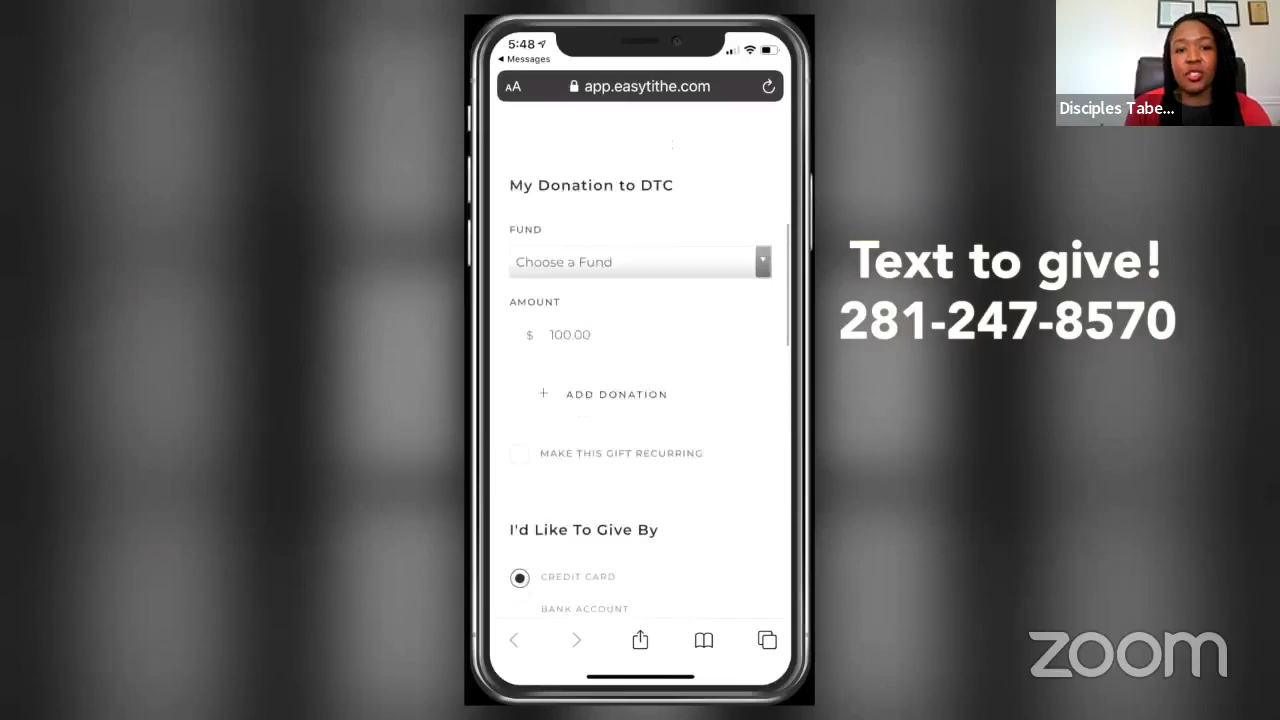 5:48
Messages
AA
app.easytithe.com
My Donation to DTC
FUND
Choose a Fund
AMOUNT
$ 100.00
+ ADD DONATION
MAKE THIS GIFT RECURRING
I'd Like To Give By
CREDIT CARD
BANK ACCOUNT
Text to give!
281-247-8570
Disciples Tabe...
zoom